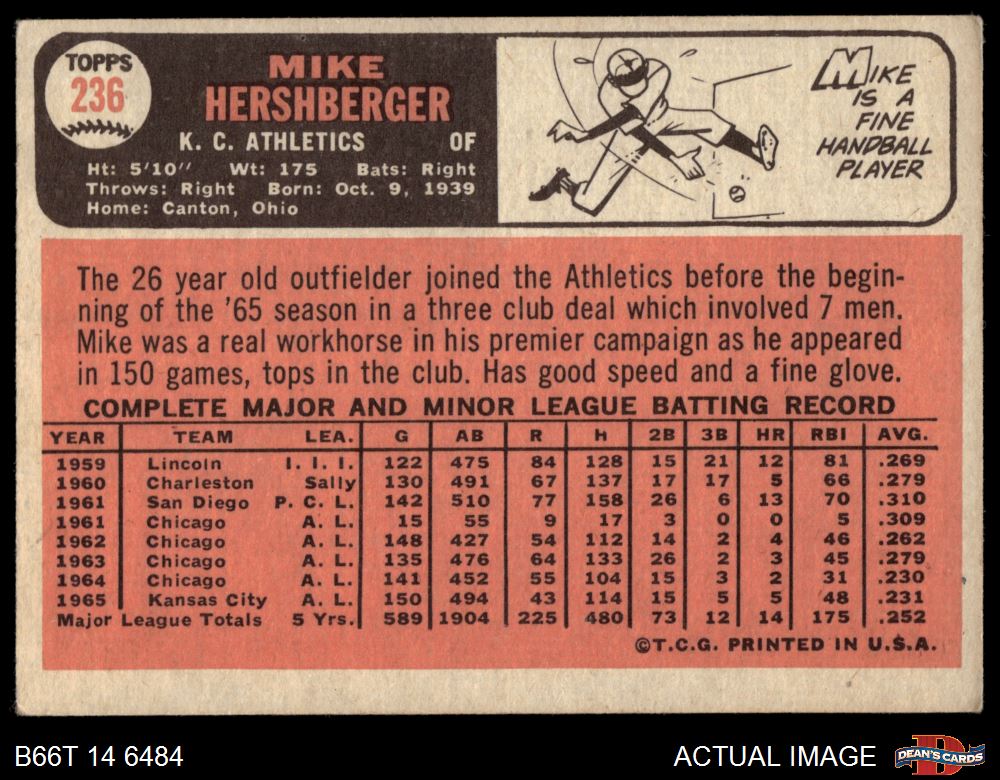 TOPPS
236
MIKE
HERSHBERGER
K. C. ATHLETICS OF
Ht: 5'10" Wt: 175 Bats: Right
Throws: Right Born: Oct. 9, 1939
Home: Canton, Ohio
MIKE
IS A
FINE
HANDBALL
PLAYER
The 26 year old outfielder joined the Athletics before the begin-
ning of the '65 season in a three club deal which involved 7 men.
Mike was a real workhorse in his premier campaign as he appeared
in 150 games, tops in the club. Has good speed and a fine glove.
COMPLETE MAJOR AND MINOR LEAGUE BATTING RECORD
YEAR TEAM LEA. G AB R H 2B 3B HR RBI AVG.
1959 Lincoln I. I. I. 122 475 84 128 15 21 12 81 .269
1960 Charleston Sally 130 491 67 137 17 17 5 66 .279
1961 San Diego P. C. L. 142 510 77 158 26 6 13 70 .310
1961 Chicago A. L. 15 55 9 17 3 0 0 5 .309
1962 Chicago A. L. 148 427 54 112 14 2 4 46 .262
1963 Chicago A. L. 135 476 64 133 26 2 3 45 .279
1964 Chicago A. L. 141 452 55 104 15 3 2 31 .230
1965 Kansas City A. L. 150 494 43 114 15 5 5 48 .231
Major League Totals 5 Yrs. 589 1904 225 480 73 12 14 175 .252
©T.C.G. PRINTED IN U.S.A.
B66T 14 6484
ACTUAL IMAGE
DEAN'S CARDS